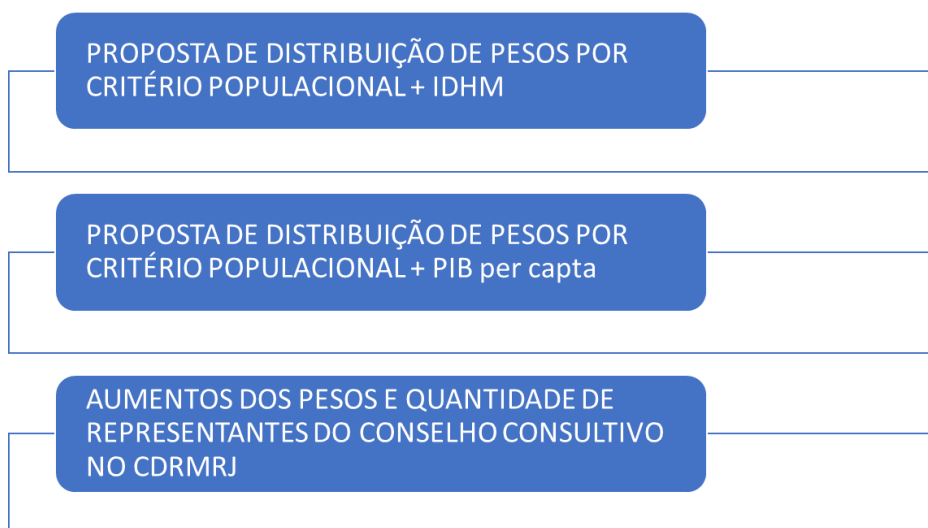 PROPOSTA DE DISTRIBUIÇÃO DE PESOS POR
CRITÉRIO POPULACIONAL + IDHM
PROPOSTA DE DISTRIBUIÇÃO DE PESOS POR
CRITÉRIO POPULACIONAL + PIB per capta
AUMENTOS DOS PESOS E QUANTIDADE DE
REPRESENTANTES DO CONSELHO CONSULTIVO
NO CDRMRJ